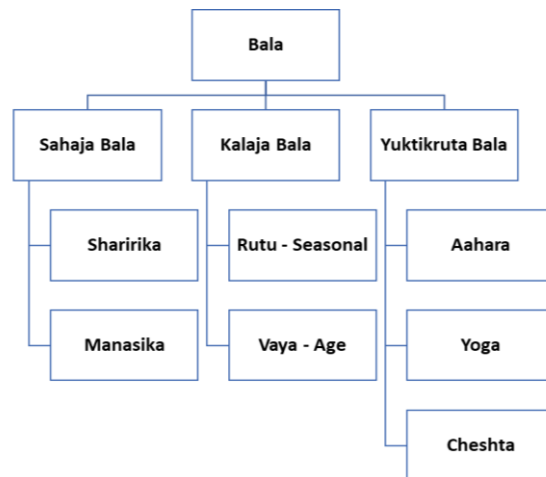 Bala
Sahaja Bala
Kalaja Bala
Yuktikruta Bala
Sharirika
Rutu - Seasonal
Aahara
Manasika
Vaya - Age
Yoga
Cheshta